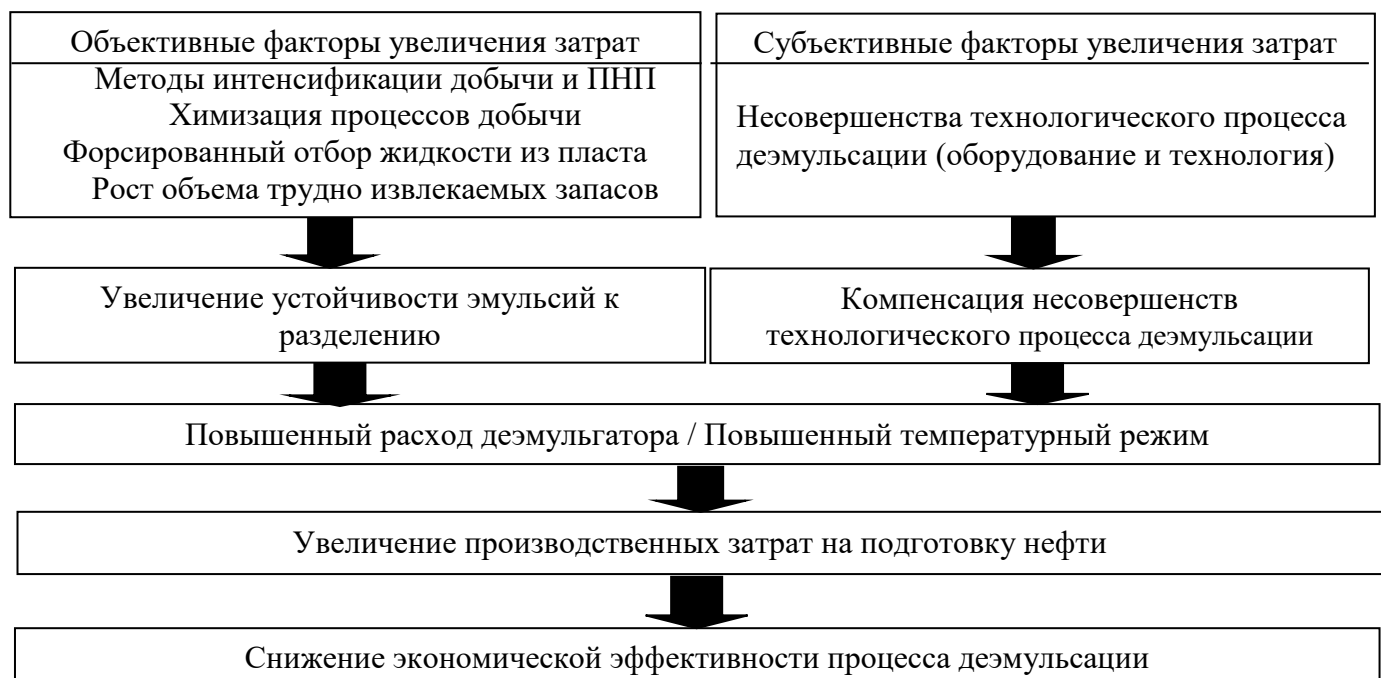 Объективные факторы увеличения затрат
Методы интенсификации добычи и ПНП
Химизация процессов добычи
Форсированный отбор жидкости из пласта
Рост объема трудно извлекаемых запасов
Субъективные факторы увеличения затрат
Несовершенства технологического процесса
деэмульсации (оборудование и технология)
Увеличение устойчивости эмульсий к
разделению
Компенсация несовершенств
технологического процесса деэмульсации
Повышенный расход деэмульгатора / Повышенный температурный режим
Увеличение производственных затрат на подготовку нефти
Снижение экономической эффективности процесса деэмульсации